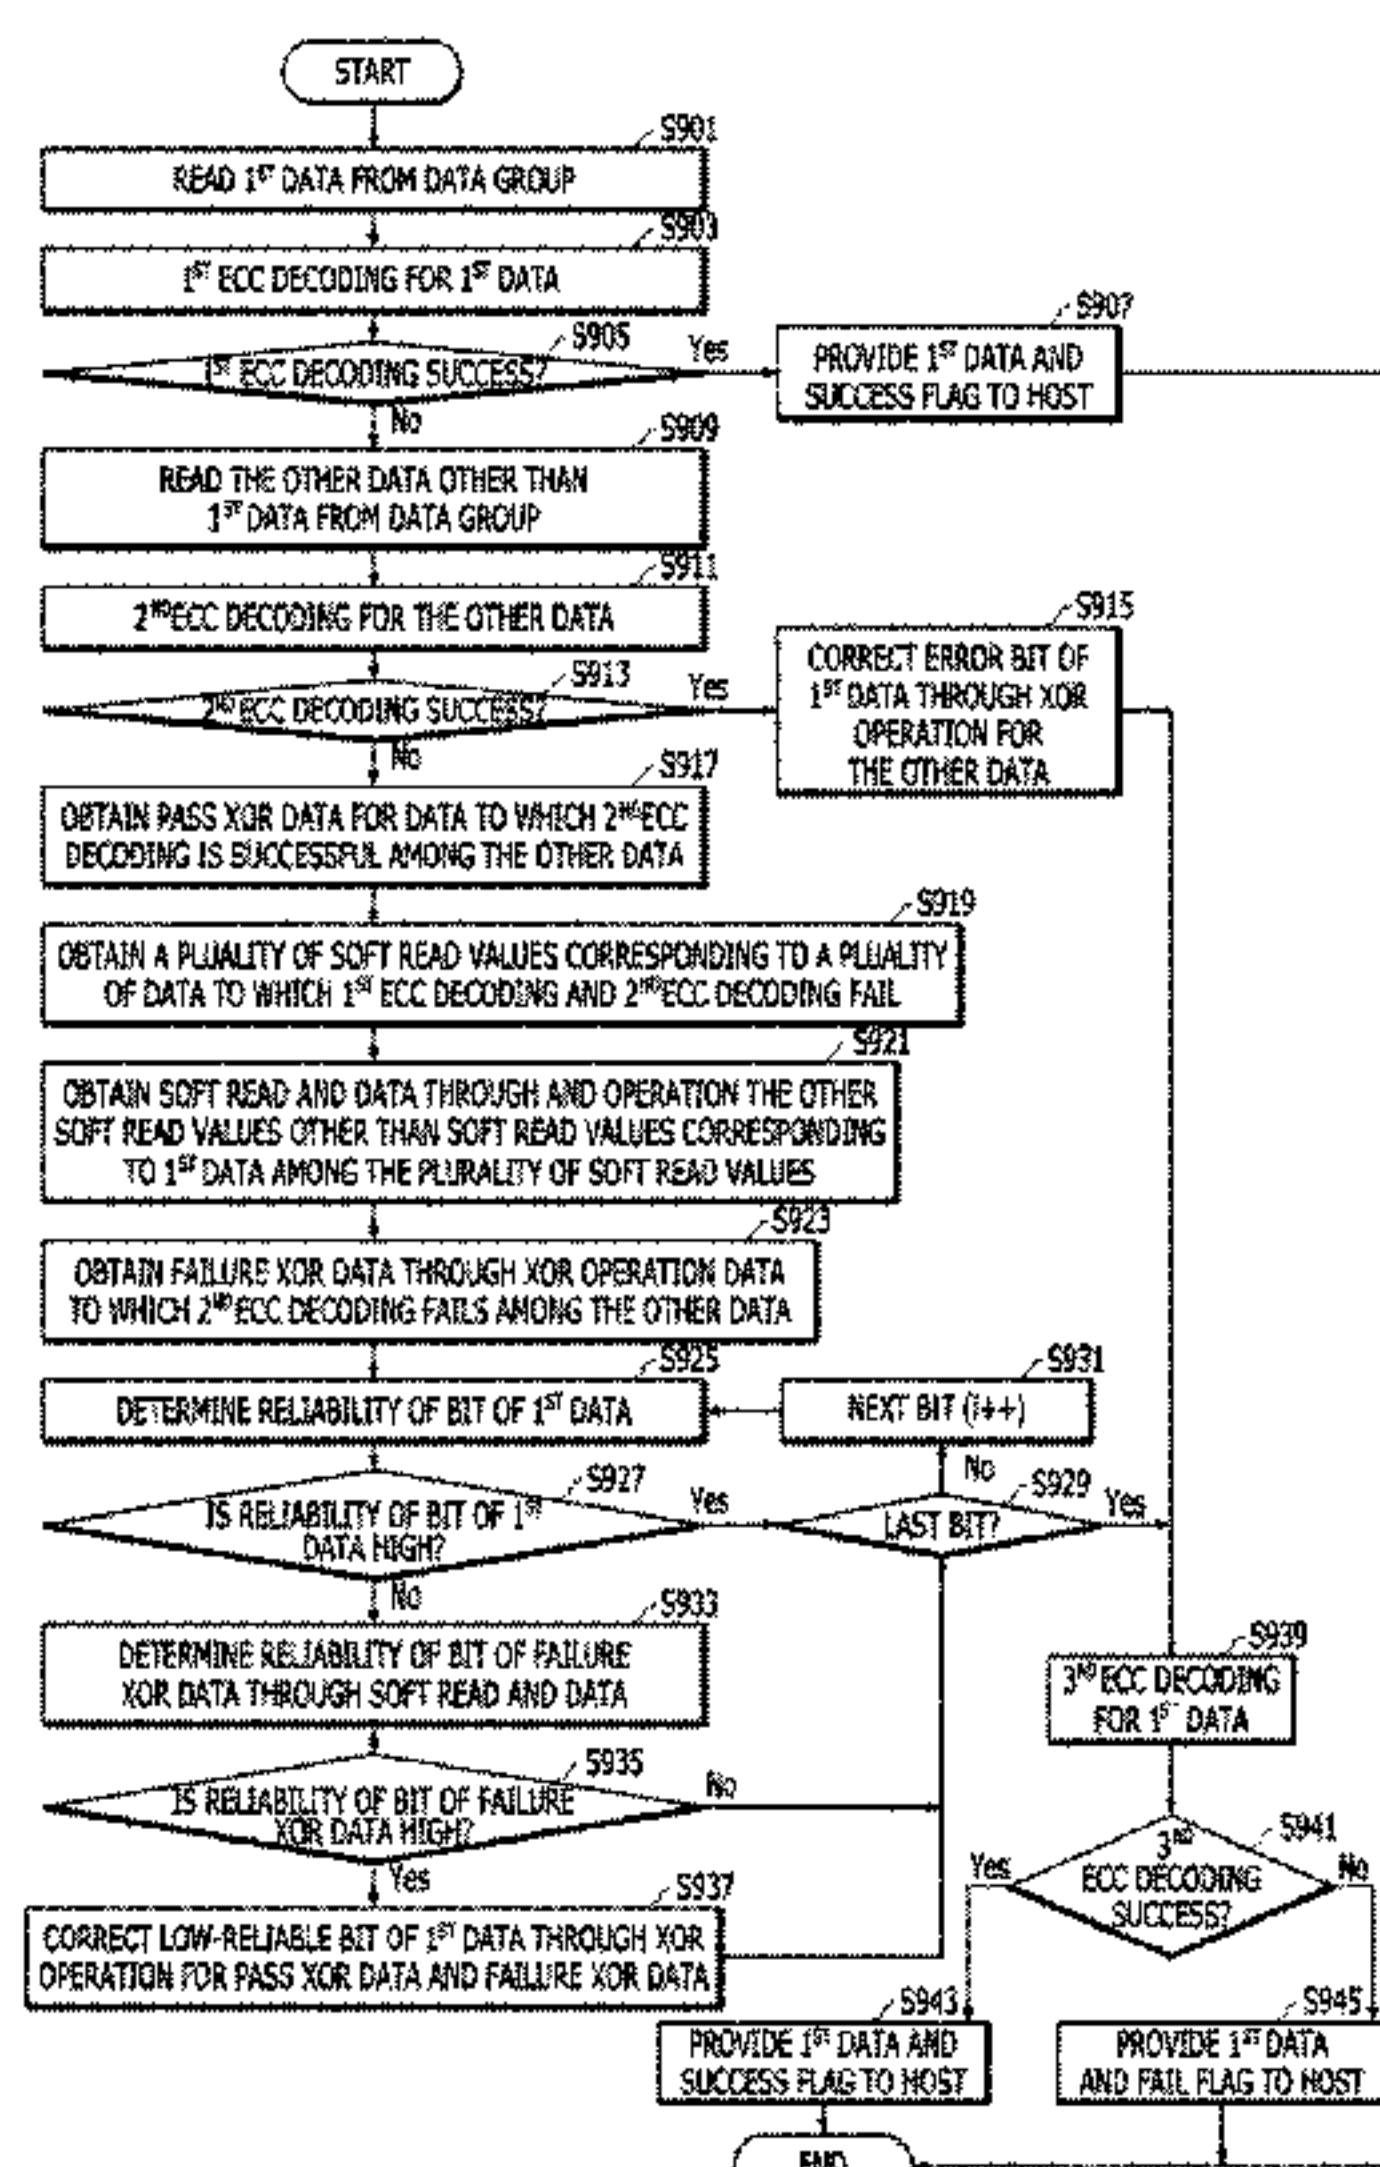 START
S901
READ 1ST DATA FROM DATA GROUP
S903
1ST ECC DECODING FOR 1ST DATA
S905
1ST ECC DECODING SUCCESS?
Yes
No
S907
PROVIDE 1ST DATA AND
SUCCESS FLAG TO HOST
S909
READ THE OTHER DATA OTHER THAN
1ST DATA FROM DATA GROUP
S911
2ND ECC DECODING FOR THE OTHER DATA
S913
2ND ECC DECODING SUCCESS?
Yes
No
S915
CORRECT ERROR BIT OF
1ST DATA THROUGH XOR
OPERATION FOR
THE OTHER DATA
S917
OBTAIN PASS XOR DATA FOR DATA TO WHICH 2ND ECC
DECODING IS SUCCESSFUL AMONG THE OTHER DATA
S919
OBTAIN A PLUALITY OF SOFT READ VALUES CORRESPONDING TO A PLUALITY
OF DATA TO WHICH 1ST ECC DECODING AND 2ND ECC DECODING FAIL
S921
OBTAIN SOFT READ AND DATA THROUGH AND OPERATION THE OTHER
SOFT READ VALUES OTHER THAN SOFT READ VALUES CORRESPONDING
TO 1ST DATA AMONG THE PLURALITY OF SOFT READ VALUES
S923
OBTAIN FAILURE XOR DATA THROUGH XOR OPERATION DATA
TO WHICH 2ND ECC DECODING FAILS AMONG THE OTHER DATA
S925
DETERMINE RELIABILITY OF BIT OF 1ST DATA
S931
NEXT BIT (i++)
S927
IS RELIABILITY OF BIT OF 1ST
DATA HIGH?
Yes
No
S929
LAST BIT?
No
Yes
S933
DETERMINE RELIABILITY OF BIT OF FAILURE
XOR DATA THROUGH SOFT READ AND DATA
S935
IS RELIABILITY OF BIT OF FAILURE
XOR DATA HIGH?
No
Yes
S937
CORRECT LOW-RELIABLE BIT OF 1ST DATA THROUGH XOR
OPERATION FOR PASS XOR DATA AND FAILURE XOR DATA
S939
3ND ECC DECODING
FOR 1ST DATA
S941
3ND
ECC DECODING
SUCCESS?
Yes
No
S943
PROVIDE 1ST DATA AND
SUCCESS FLAG TO HOST
S945
PROVIDE 1ST DATA
AND FAIL FLAG TO HOST
END